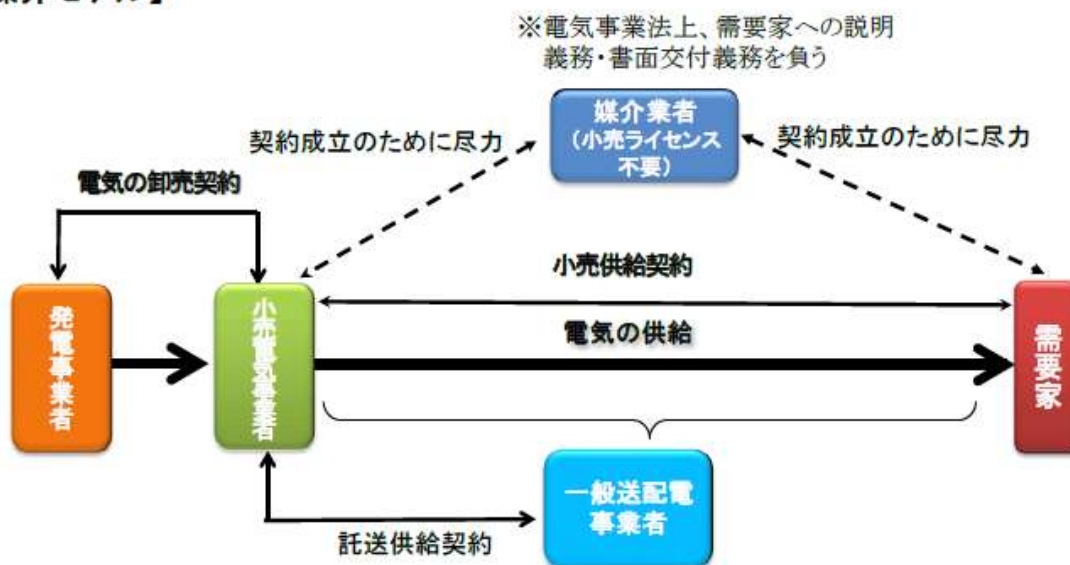 ※電気事業法上、需要家への説明
義務・書面交付義務を負う
媒介業者
(小売ライセンス
不要)
契約成立のために尽力
契約成立のために尽力
電気の卸売契約
小売供給契約
発電事業者
小売電気事業者
電気の供給
需要家
一般送配電
事業者
託送供給契約